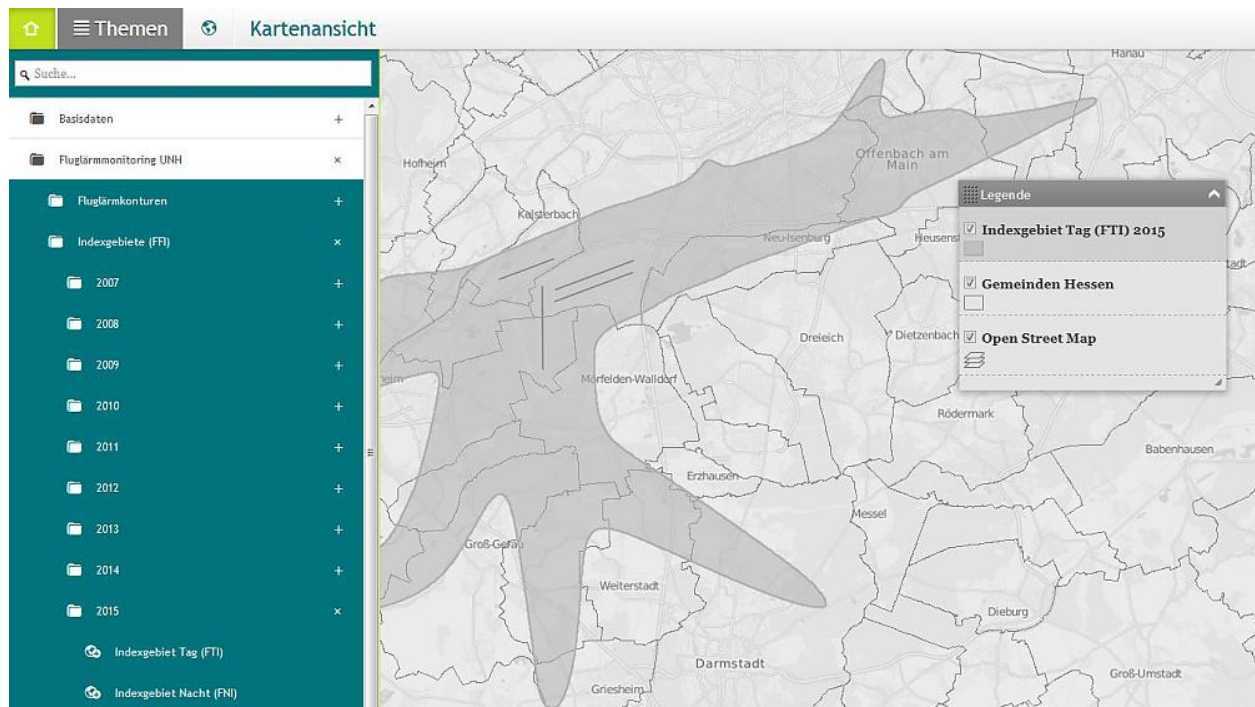 Themen
Kartenansicht
Suche...
Basisdaten
Fluglärmmonitoring UNH
Fluglärmkonturen
Indexgebiete (FFI)
2007
2008
2009
2010
2011
2012
2013
2014
2015
Indexgebiet Tag (FTI)
Indexgebiet Nacht (FNI)
Hanau
Hofheim
Offenbach am
Main
Kelsterbach
Neu-Isenburg
Heusens
Legende
Indexgebiet Tag (FTI) 2015
Gemeinden Hessen
Open Street Map
Dreieich
Dietzenbach
Mörfelden-Walldorf
Rödermark
Babenhausen
Erzhausen
Messel
Groß-Gerau
Weiterstadt
Dieburg
Darmstadt
Groß-Umstadt
Griesheim